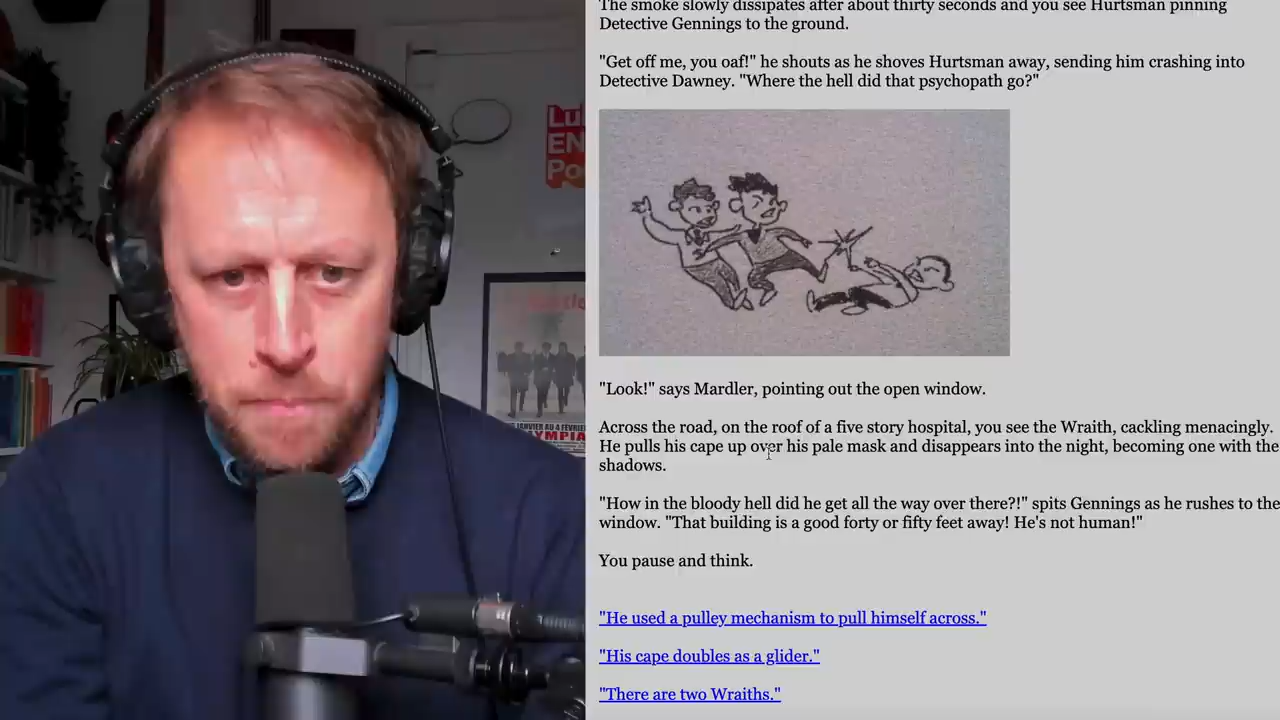 The smoke slowly dissipates after about thirty seconds and you see Hurtsman pinning
Detective Gennings to the ground.
"Get off me, you oaf!" he shouts as he shoves Hurtsman away, sending him crashing into
Detective Dawney. "Where the hell did that psychopath go?"
Lu
EN
Po
"Look!" says Mardler, pointing out the open window.
Across the road, on the roof of a five story hospital, you see the Wraith, cackling menacingly.
He pulls his cape up over his pale mask and disappears into the night, becoming one with the
shadows.
"How in the bloody hell did he get all the way over there?!" spits Gennings as he rushes to the
window. "That building is a good forty or fifty feet away! He's not human!"
You pause and think.
"He used a pulley mechanism to pull himself across."
"His cape doubles as a glider."
"There are two Wraiths."